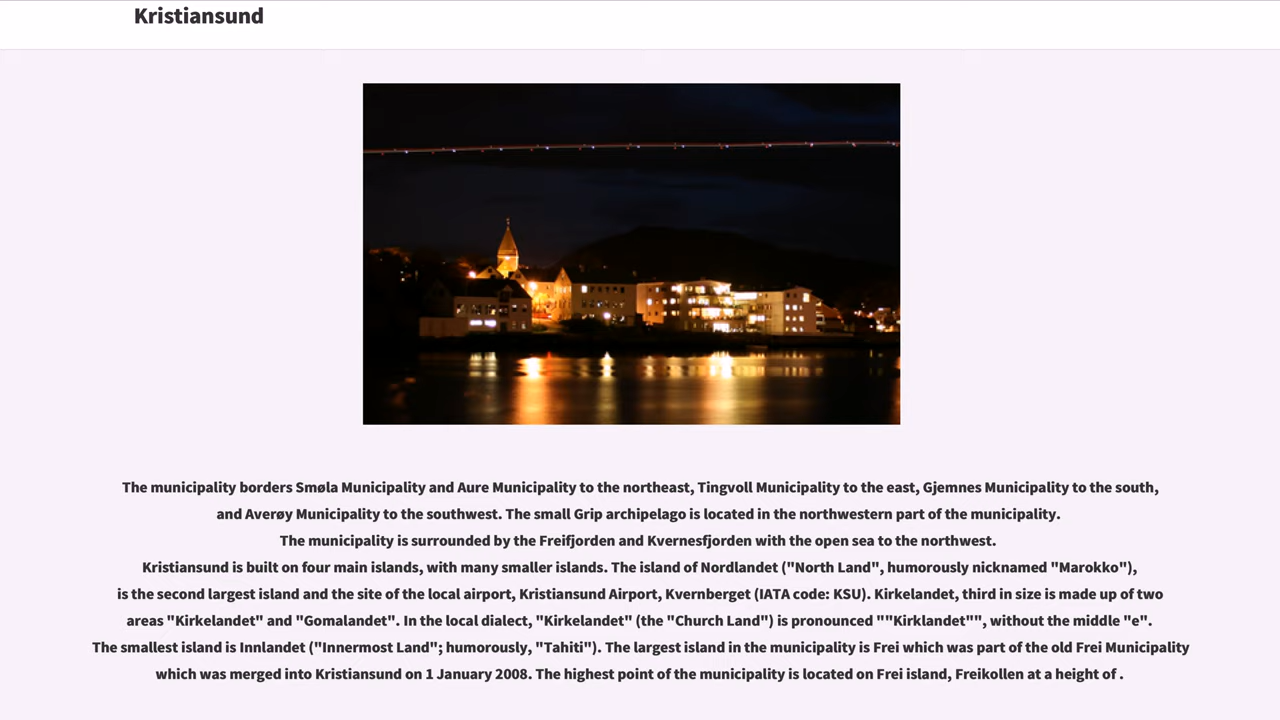 Kristiansund
The municipality borders Smøla Municipality and Aure Municipality to the northeast, Tingvoll Municipality to the east, Gjemnes Municipality to the south,
and Averøy Municipality to the southwest. The small Grip archipelago is located in the northwestern part of the municipality.
The municipality is surrounded by the Freifjorden and Kvernesfjorden with the open sea to the northwest.
Kristiansund is built on four main islands, with many smaller islands. The island of Nordlandet ("North Land", humorously nicknamed "Marokko"),
is the second largest island and the site of the local airport, Kristiansund Airport, Kvernberget (IATA code: KSU). Kirkelandet, third in size is made up of two
areas "Kirkelandet" and "Gomalandet". In the local dialect, "Kirkelandet" (the "Church Land") is pronounced ""Kirklandet"", without the middle "e".
The smallest island is Innlandet ("Innermost Land"; humorously, "Tahiti"). The largest island in the municipality is Frei which was part of the old Frei Municipality
which was merged into Kristiansund on 1 January 2008. The highest point of the municipality is located on Frei island, Freikollen at a height of .